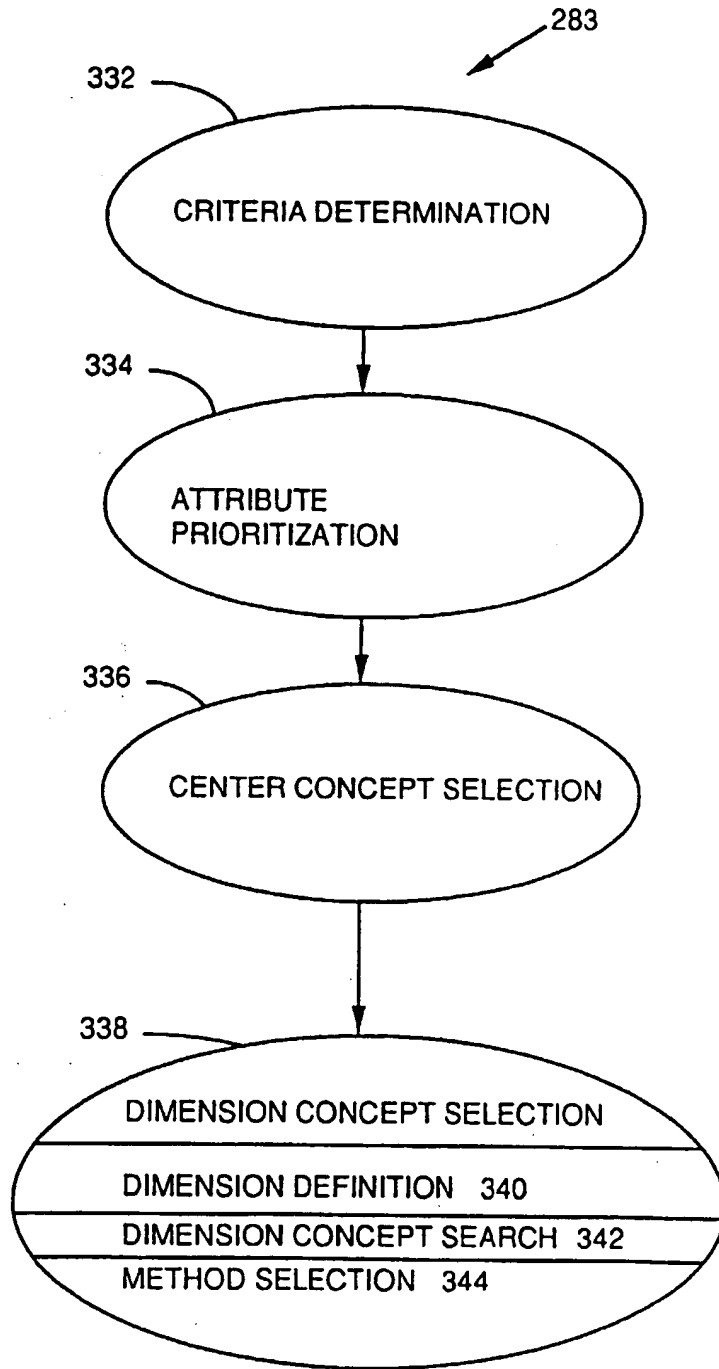 283
332
CRITERIA DETERMINATION
334
ATTRIBUTE
PRIORITIZATION
336
CENTER CONCEPT SELECTION
338
DIMENSION CONCEPT SELECTION
DIMENSION DEFINITION 340
DIMENSION CONCEPT SEARCH 342
METHOD SELECTION 344